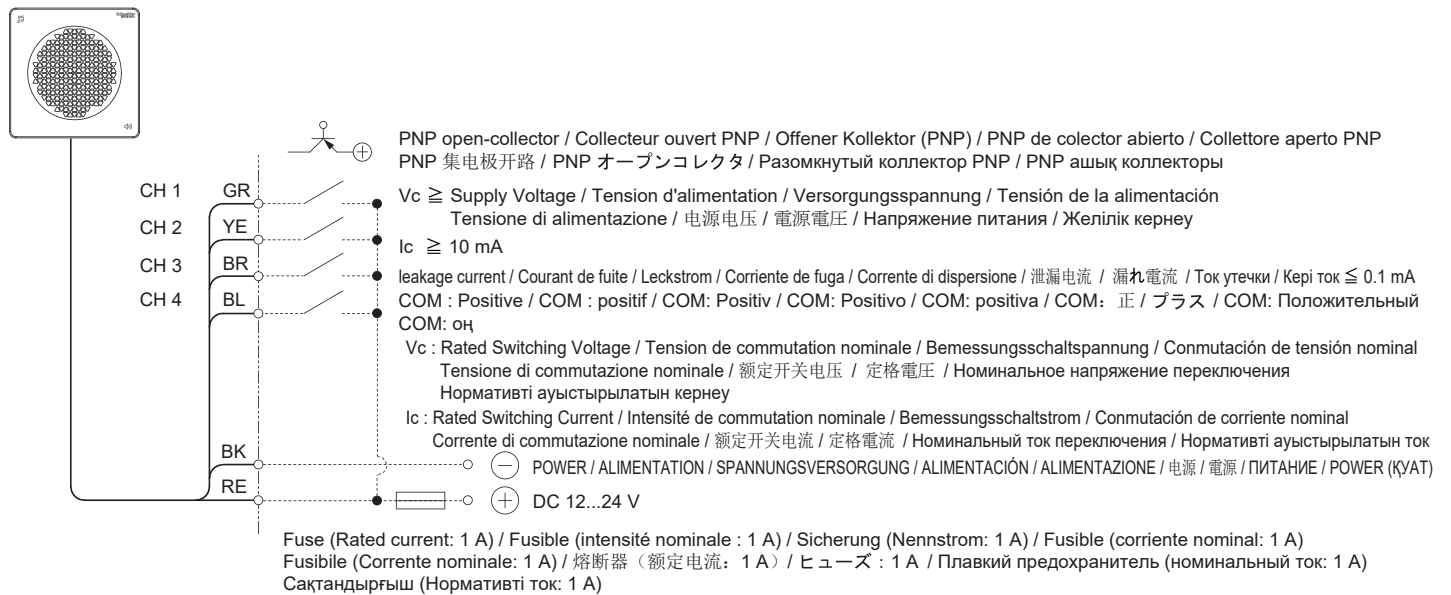 PNP open-collector / Collecteur ouvert PNP / Offener Kollektor (PNP) / PNP de colector abierto / Collettore aperto PNP
PNP 集电极开路 / PNP オープンコレクタ / Разомкнутый коллектор PNP / PNP ашық коллекторы
CH 1 GR
Vc ≧ Supply Voltage / Tension d'alimentation / Versorgungsspannung / Tensión de la alimentación
Tensione di alimentazione / 电源电压 / 電源電圧 / Напряжение питания / Желілік кернеу
CH 2 YE
Ic ≧ 10 mA
CH 3 BR
leakage current / Courant de fuite / Leckstrom / Corriente de fuga / Corrente di dispersione / 泄漏电流 / 漏れ電流 / Ток утечки / Кері ток ≦ 0.1 mA
CH 4 BL
COM : Positive / COM : positif / COM: Positiv / COM: Positivo / COM: positiva / COM：正 / プラス / COM: Положительный
COM: оң
Vc : Rated Switching Voltage / Tension de commutation nominale / Bemessungsschaltspannung / Conmutación de tensión nominal
Tensione di commutazione nominale / 额定开关电压 / 定格電圧 / Номинальное напряжение переключения
Нормативті ауыстырылатын кернеу
Ic : Rated Switching Current / Intensité de commutation nominale / Bemessungsschaltstrom / Conmutación de corriente nominal
Corrente di commutazione nominale / 额定开关电流 / 定格電流 / Номинальный ток переключения / Нормативті ауыстырылатын ток
BK
POWER / ALIMENTATION / SPANNUNGSVERSORGUNG / ALIMENTACIÓN / ALIMENTAZIONE / 电源 / 電源 / ПИТАНИЕ / POWER (ҚУАТ)
RE
DC 12...24 V
Fuse (Rated current: 1 A) / Fusible (intensité nominale : 1 A) / Sicherung (Nennstrom: 1 A) / Fusible (corriente nominal: 1 A)
Fusibile (Corrente nominale: 1 A) / 熔断器（额定电流：1 A）/ ヒューズ：1 A / Плавкий предохранитель (номинальный ток: 1 A)
Сақтандырғыш (Нормативті ток: 1 A)